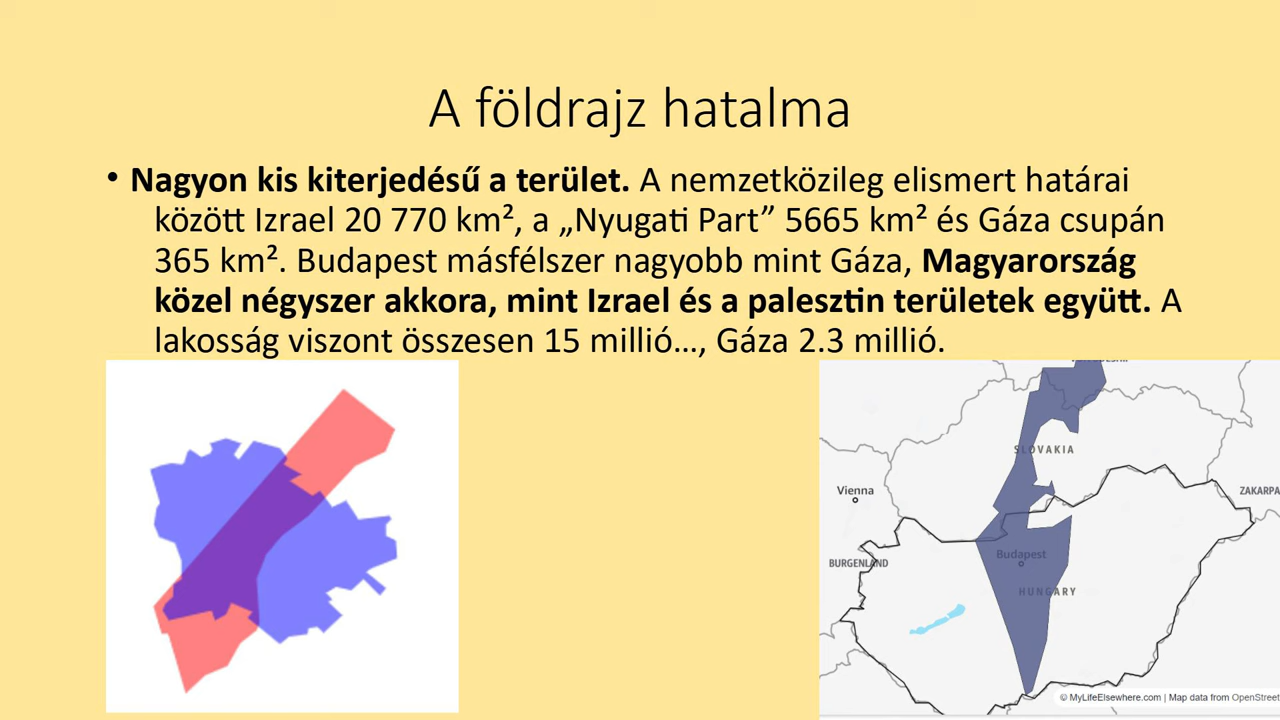 A földrajz hatalma
• Nagyon kis kiterjedésű a terület. A nemzetközileg elismert határai
között Izrael 20 770 km², a „Nyugati Part” 5665 km² és Gáza csupán
365 km². Budapest másfélszer nagyobb mint Gáza, Magyarország
közel négyszer akkora, mint Izrael és a palesztin területek együtt. A
lakosság viszont összesen 15 millió…, Gáza 2.3 millió.
SLOVAKIA
Vienna
ZAKARPA
Budapest
BURGENLAND
HUNGARY
© MyLifeElsewhere.com | Map data from OpenStreet